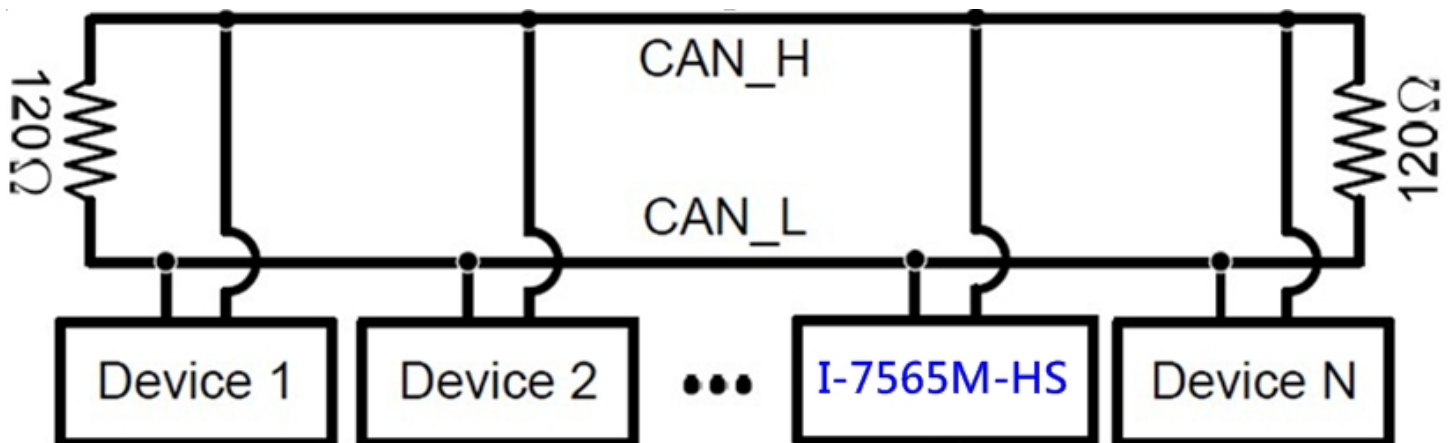 CAN_H
120Ω
120Ω
CAN_L
Device 1
Device 2
•••
I-7565M-HS
Device N